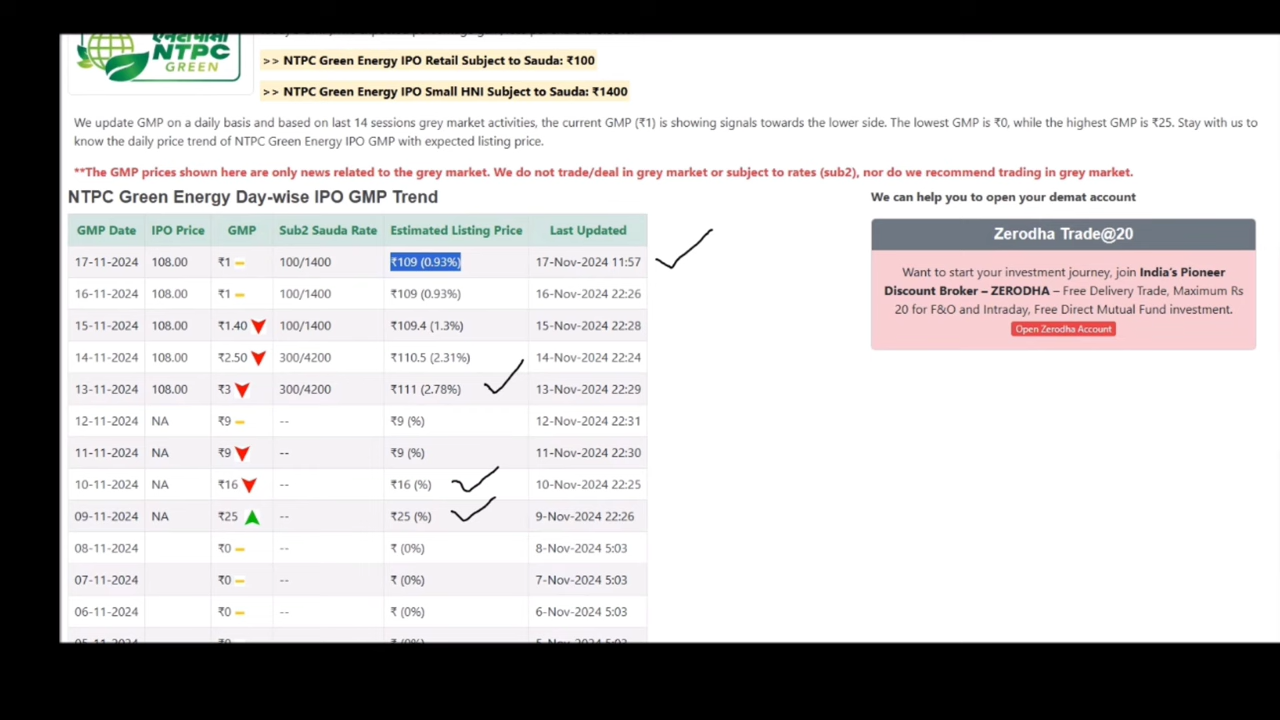 एनटीपीसी
NTPC
GREEN
>> NTPC Green Energy IPO Retail Subject to Sauda: ₹100
>> NTPC Green Energy IPO Small HNI Subject to Sauda: ₹1400
We update GMP on a daily basis and based on last 14 sessions grey market activities, the current GMP (₹1) is showing signals towards the lower side. The lowest GMP is ₹0, while the highest GMP is ₹25. Stay with us to
know the daily price trend of NTPC Green Energy IPO GMP with expected listing price.
**The GMP prices shown here are only news related to the grey market. We do not trade/deal in grey market or subject to rates (sub2), nor do we recommend trading in grey market.
NTPC Green Energy Day-wise IPO GMP Trend
GMP Date IPO Price GMP Sub2 Sauda Rate Estimated Listing Price Last Updated
17-11-2024 108.00 ₹1 100/1400 ₹109 (0.93%) 17-Nov-2024 11:57
16-11-2024 108.00 ₹1 100/1400 ₹109 (0.93%) 16-Nov-2024 22:26
15-11-2024 108.00 ₹1.40 100/1400 ₹109.4 (1.3%) 15-Nov-2024 22:28
14-11-2024 108.00 ₹2.50 300/4200 ₹110.5 (2.31%) 14-Nov-2024 22:24
13-11-2024 108.00 ₹3 300/4200 ₹111 (2.78%) 13-Nov-2024 22:29
12-11-2024 NA ₹9 -- ₹9 (%) 12-Nov-2024 22:31
11-11-2024 NA ₹9 -- ₹9 (%) 11-Nov-2024 22:30
10-11-2024 NA ₹16 -- ₹16 (%) 10-Nov-2024 22:25
09-11-2024 NA ₹25 -- ₹25 (%) 9-Nov-2024 22:26
08-11-2024 ₹0 -- ₹ (0%) 8-Nov-2024 5:03
07-11-2024 ₹0 -- ₹ (0%) 7-Nov-2024 5:03
06-11-2024 ₹0 -- ₹ (0%) 6-Nov-2024 5:03
We can help you to open your demat account
Zerodha Trade@20
Want to start your investment journey, join India's Pioneer
Discount Broker – ZERODHA – Free Delivery Trade, Maximum Rs
20 for F&O and Intraday, Free Direct Mutual Fund investment.
Open Zerodha Account